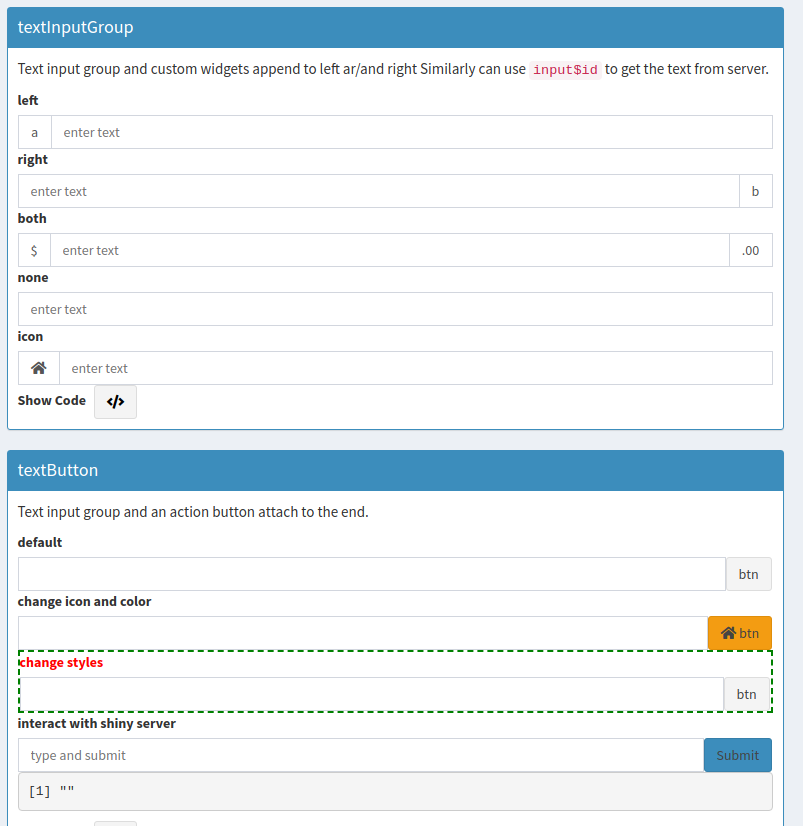 textInputGroup
Text input group and custom widgets append to left ar/and right Similarly can use input$id to get the text from server.
left
a enter text
right
enter text b
both
$ enter text .00
none
enter text
icon
enter text
Show Code </>
textButton
Text input group and an action button attach to the end.
default
btn
change icon and color
btn
change styles
btn
interact with shiny server
type and submit Submit
[1] ""